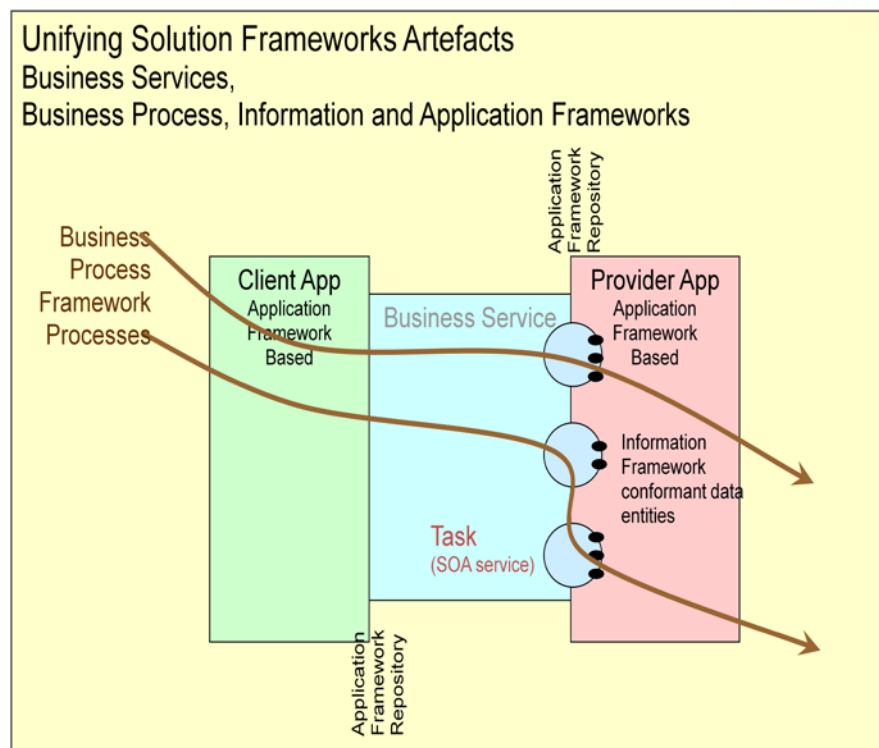 Unifying Solution Frameworks Artefacts
Business Services,
Business Process, Information and Application Frameworks
Application
Framework
Repository
Business
Process
Framework
Processes
Client App
Application
Framework
Based
Business Service
Provider App
Application
Framework
Based
Information
Framework
conformant data
entities
Task
(SOA service)
Application
Framework
Repository